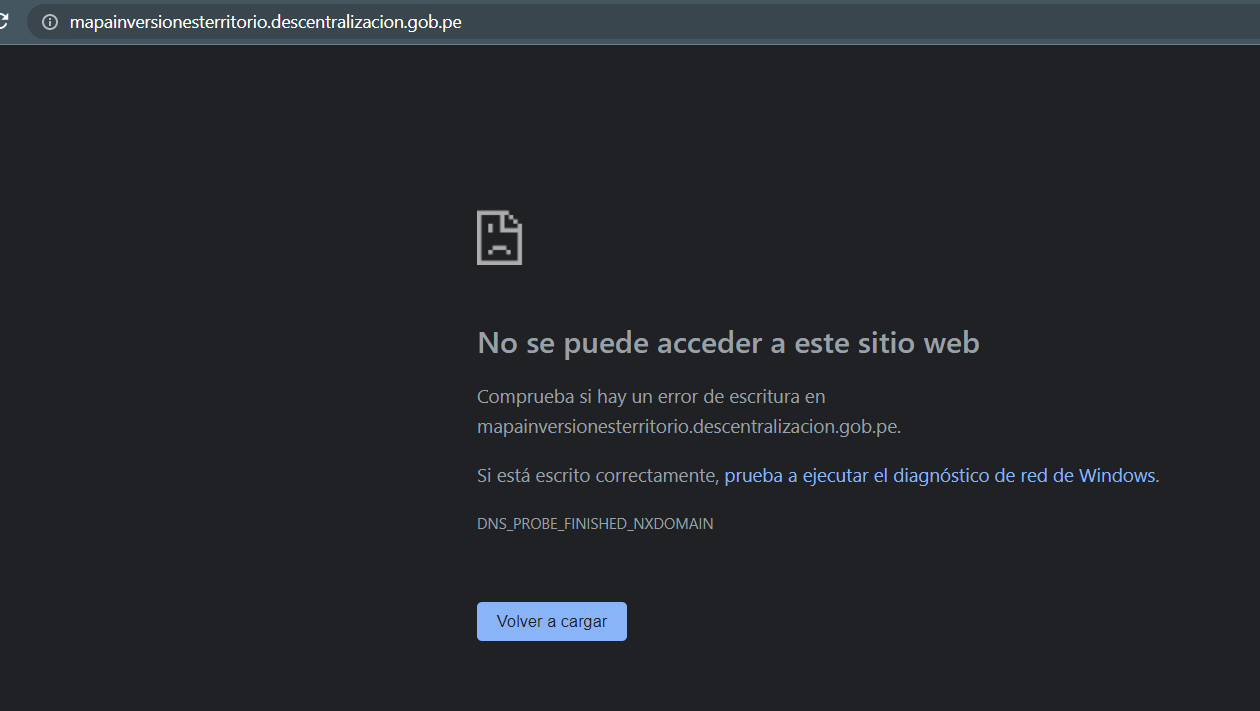 mapainversionesterritorio.descentralizacion.gob.pe
No se puede acceder a este sitio web
Comprueba si hay un error de escritura en
mapainversionesterritorio.descentralizacion.gob.pe.
Si está escrito correctamente, prueba a ejecutar el diagnóstico de red de Windows.
DNS_PROBE_FINISHED_NXDOMAIN
Volver a cargar